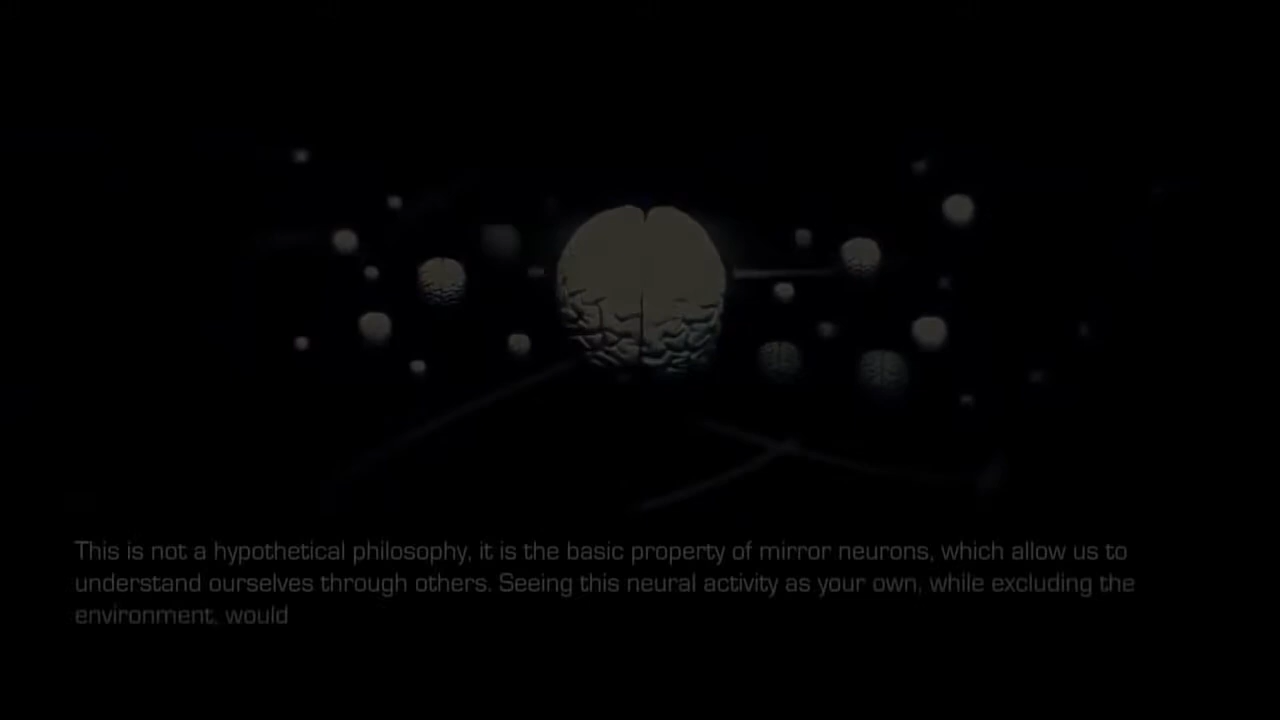 This is not a hypothetical philosophy, it is the basic property of mirror neurons, which allow us to
understand ourselves through others. Seeing this neural activity as your own, while excluding the
environment, would